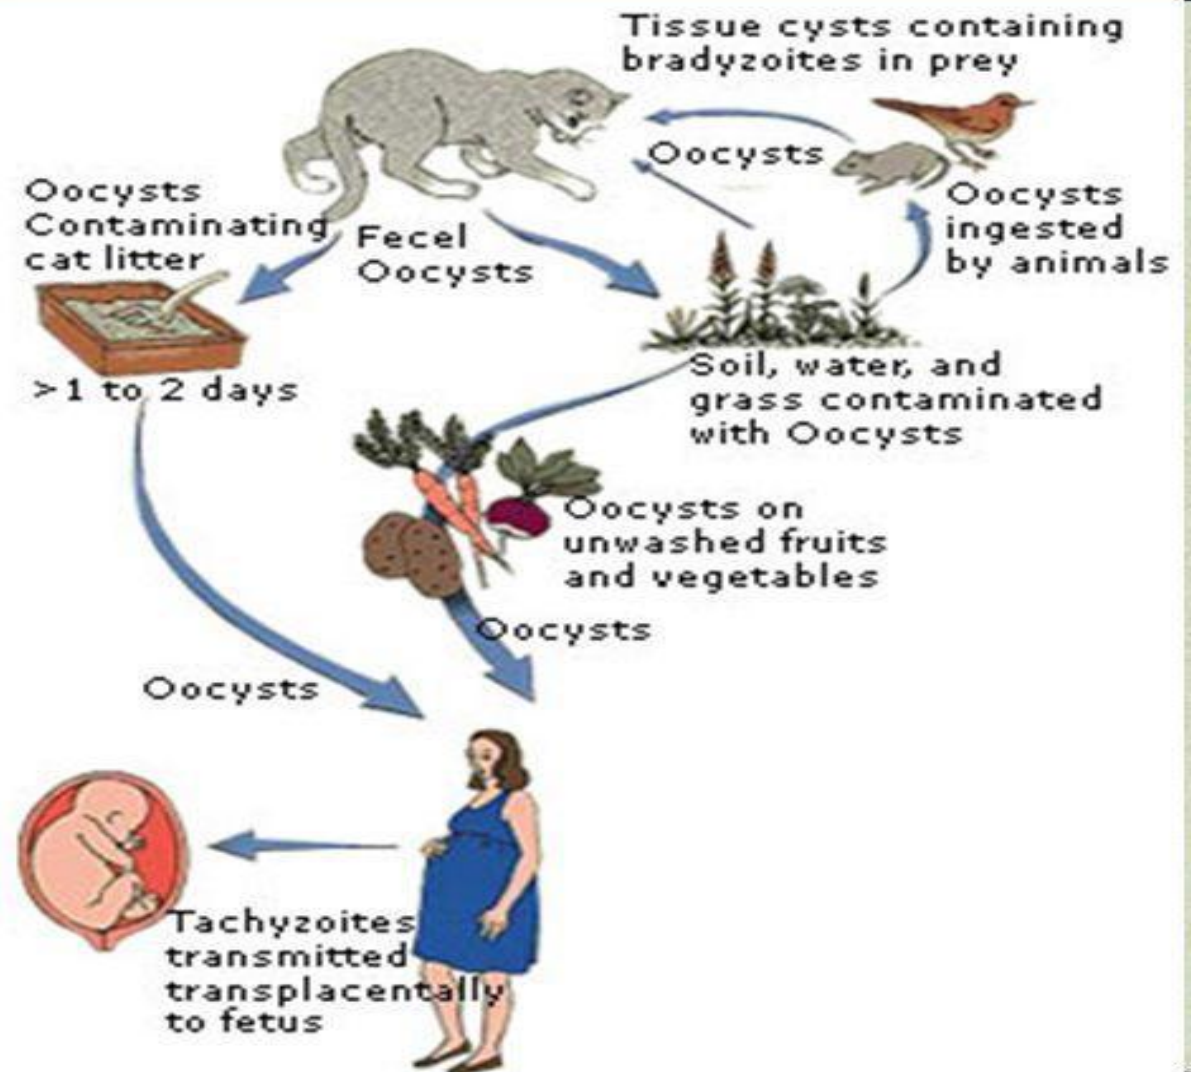 Tissue cysts containing
bradyzoites in prey
Oocysts
Oocysts
Contaminating
cat litter
Fecel
Oocysts
Oocysts
ingested
by animals
>1 to 2 days
Soil, water, and
grass contaminated
with Oocysts
Oocysts on
unwashed fruits
and vegetables
Oocysts
Oocysts
Tachyzoites
transmitted
transplacentally
to fetus